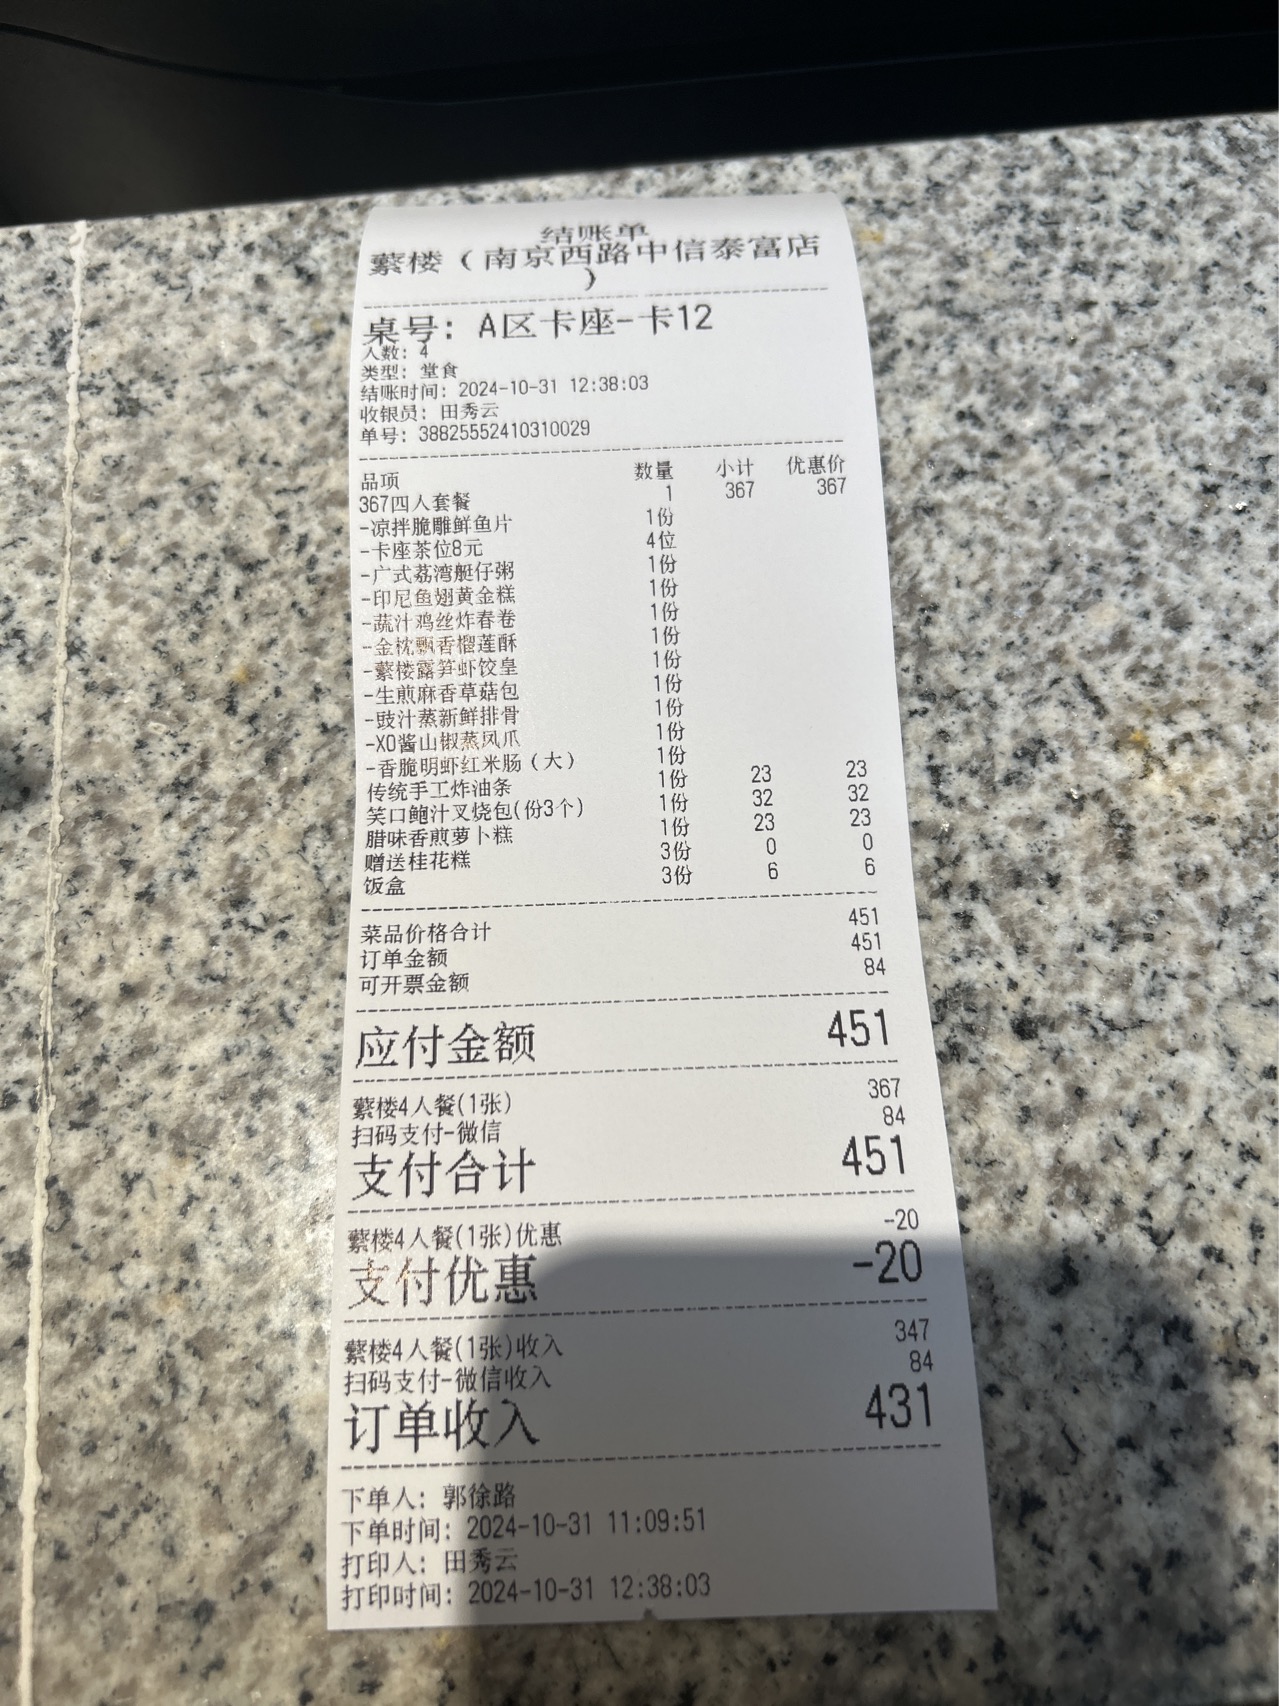 结账单
蘩楼（南京西路中信泰富店
）
桌号: A区卡座-卡12
人数: 4
类型: 堂食
结账时间: 2024-10-31 12:38:03
收银员: 田秀云
单号: 38825552410310029
品项 数量 小计 优惠价
367四人套餐 1 367 367
-凉拌脆雕鲜鱼片 1份
-卡座茶位8元 4位
-广式荔湾艇仔粥 1份
-印尼鱼翅黄金糕 1份
-蔬汁鸡丝炸春卷 1份
-金枕飘香榴莲酥 1份
-蘩楼露笋虾饺皇 1份
-生煎麻香草菇包 1份
-豉汁蒸新鲜排骨 1份
-XO酱山椒蒸凤爪 1份
-香脆明虾红米肠（大） 1份
传统手工炸油条 1份 23 23
笑口鲍汁叉烧包(份3个) 1份 32 32
腊味香煎萝卜糕 1份 23 23
赠送桂花糕 3份 0 0
饭盒 3份 6 6
菜品价格合计 451
订单金额 451
可开票金额 84
应付金额 451
蘩楼4人餐(1张) 367
扫码支付-微信 84
支付合计 451
蘩楼4人餐(1张)优惠 -20
支付优惠 -20
蘩楼4人餐(1张)收入 347
扫码支付-微信收入 84
订单收入 431
下单人: 郭徐路
下单时间: 2024-10-31 11:09:51
打印人: 田秀云
打印时间: 2024-10-31 12:38:03